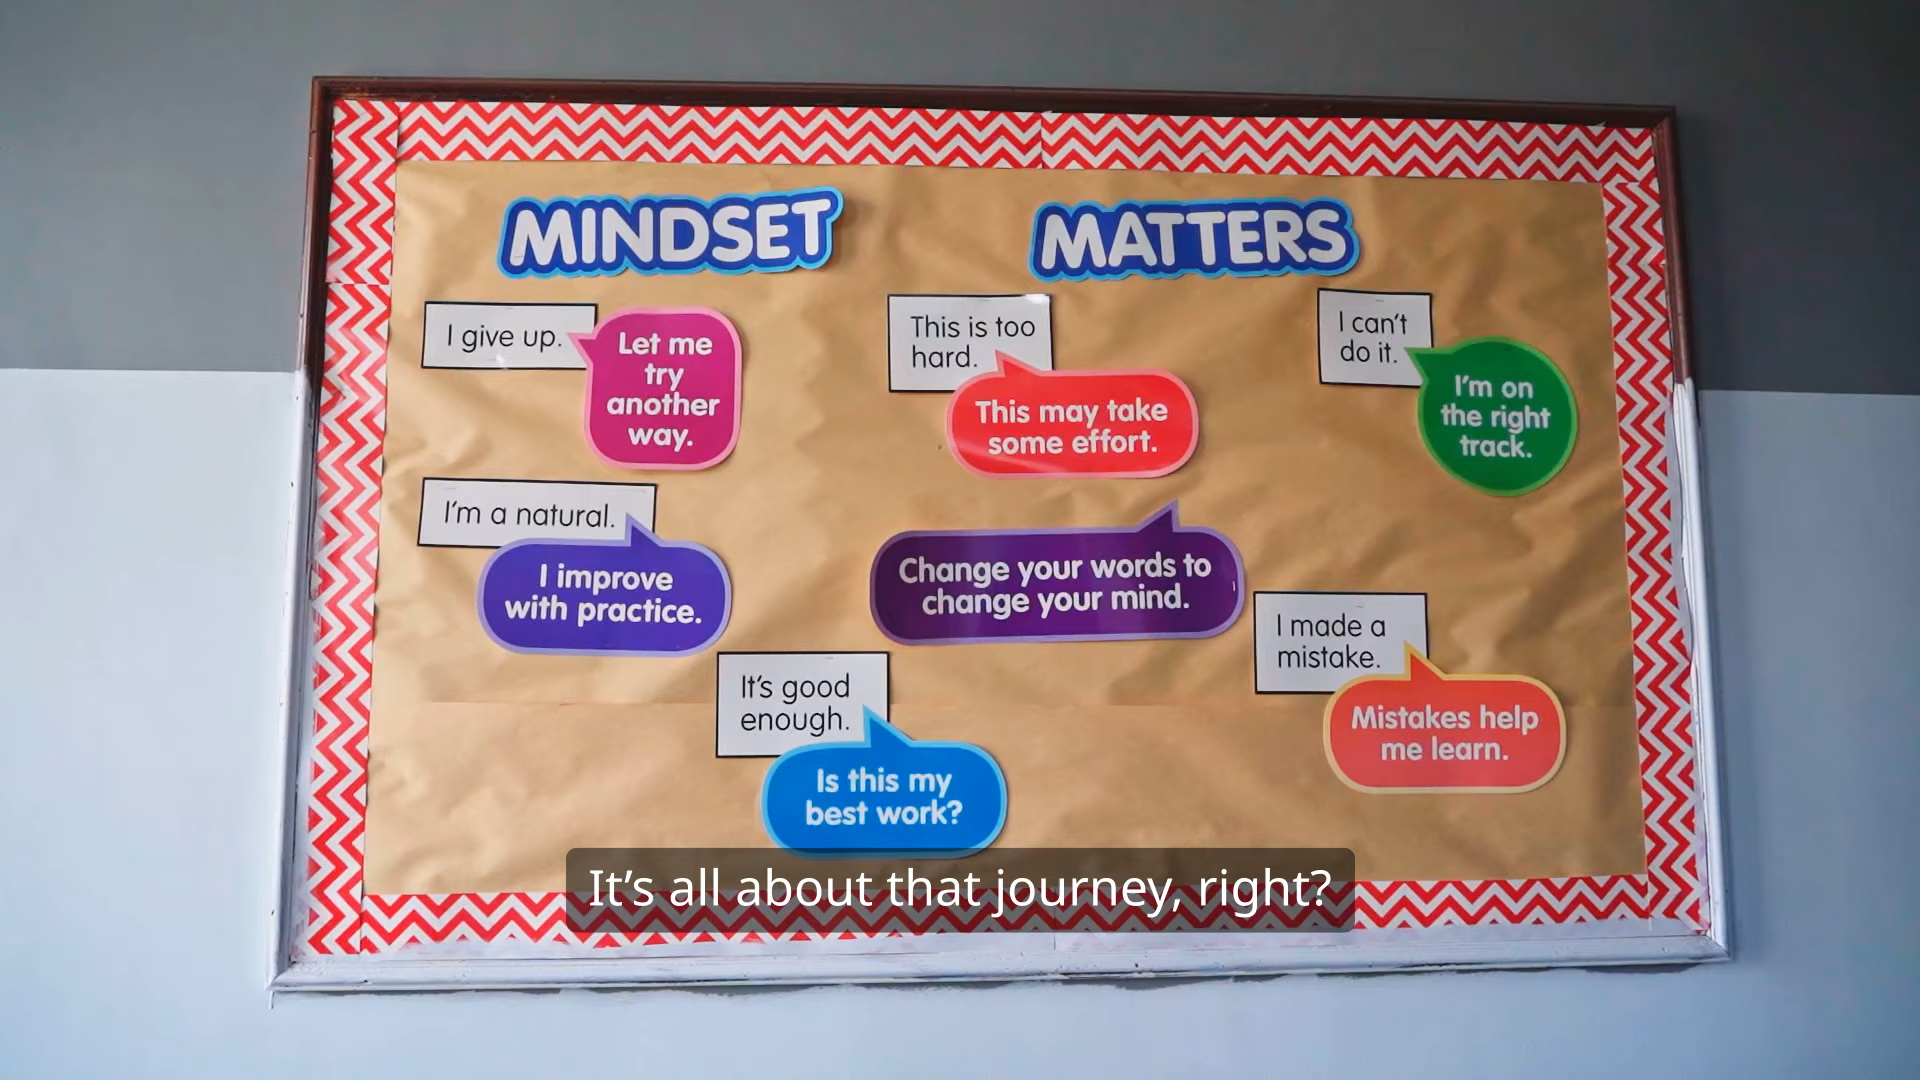 MINDSET MATTERS
I give up.
Let me
try
another
way.
This is too
hard.
This may take
some effort.
I can't
do it.
I'm on
the right
track.
I'm a natural.
I improve
with practice.
Change your words to
change your mind.
I made a
mistake.
Mistakes help
me learn.
It's good
enough.
Is this my
best work?
It's all about that journey, right?